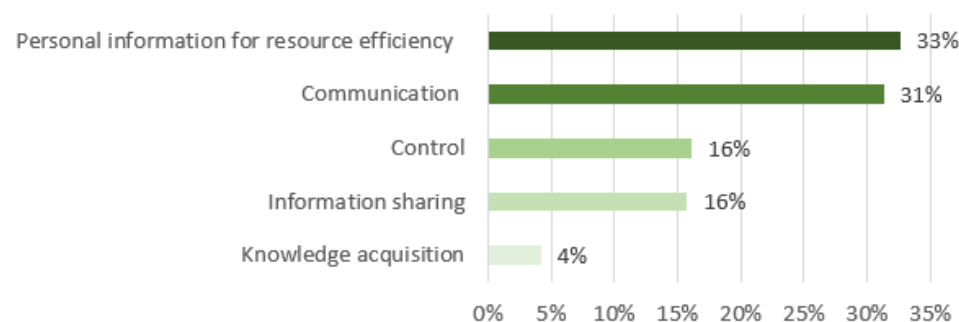 Personal information for resource efficiency 33%
Communication 31%
Control 16%
Information sharing 16%
Knowledge acquisition 4%
0% 5% 10% 15% 20% 25% 30% 35%